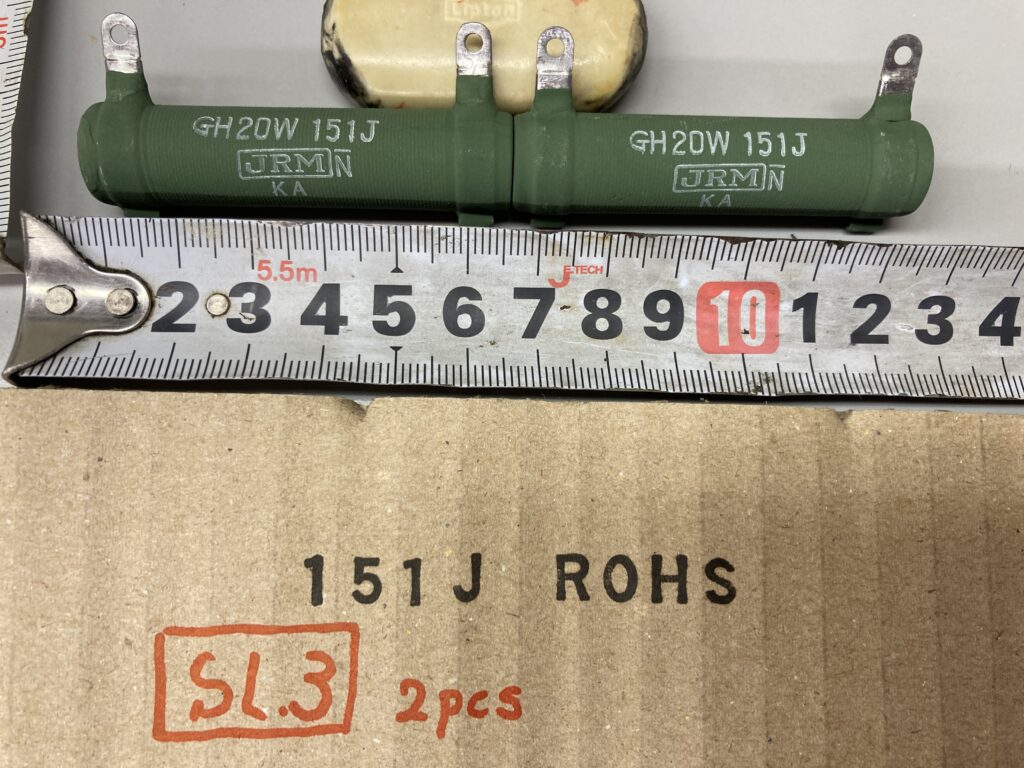 Lipton
GH20W 151J
JRM N
KA
GH20W 151J
JRM N
KA
5.5m
J E-TECH
2 3 4 5 6 7 8 9 10 1 2 3 4
151J ROHS
SL.3
2pcs